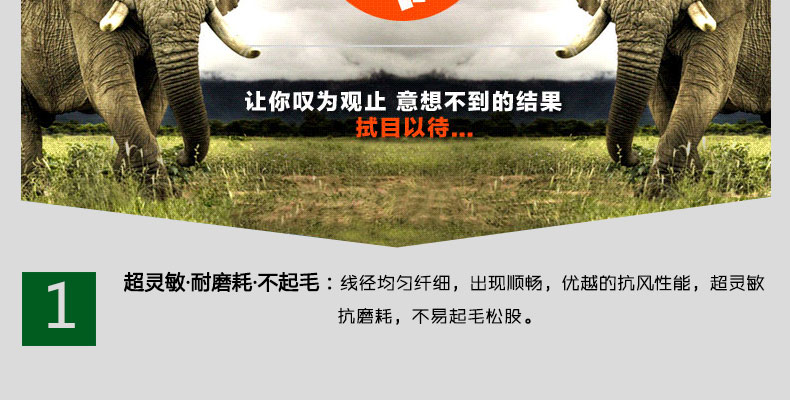 让你叹为观止 意想不到的结果
拭目以待...
1
超灵敏·耐磨耗·不起毛：线径均匀纤细，出现顺畅，优越的抗风性能，超灵敏
抗磨耗，不易起毛松股。